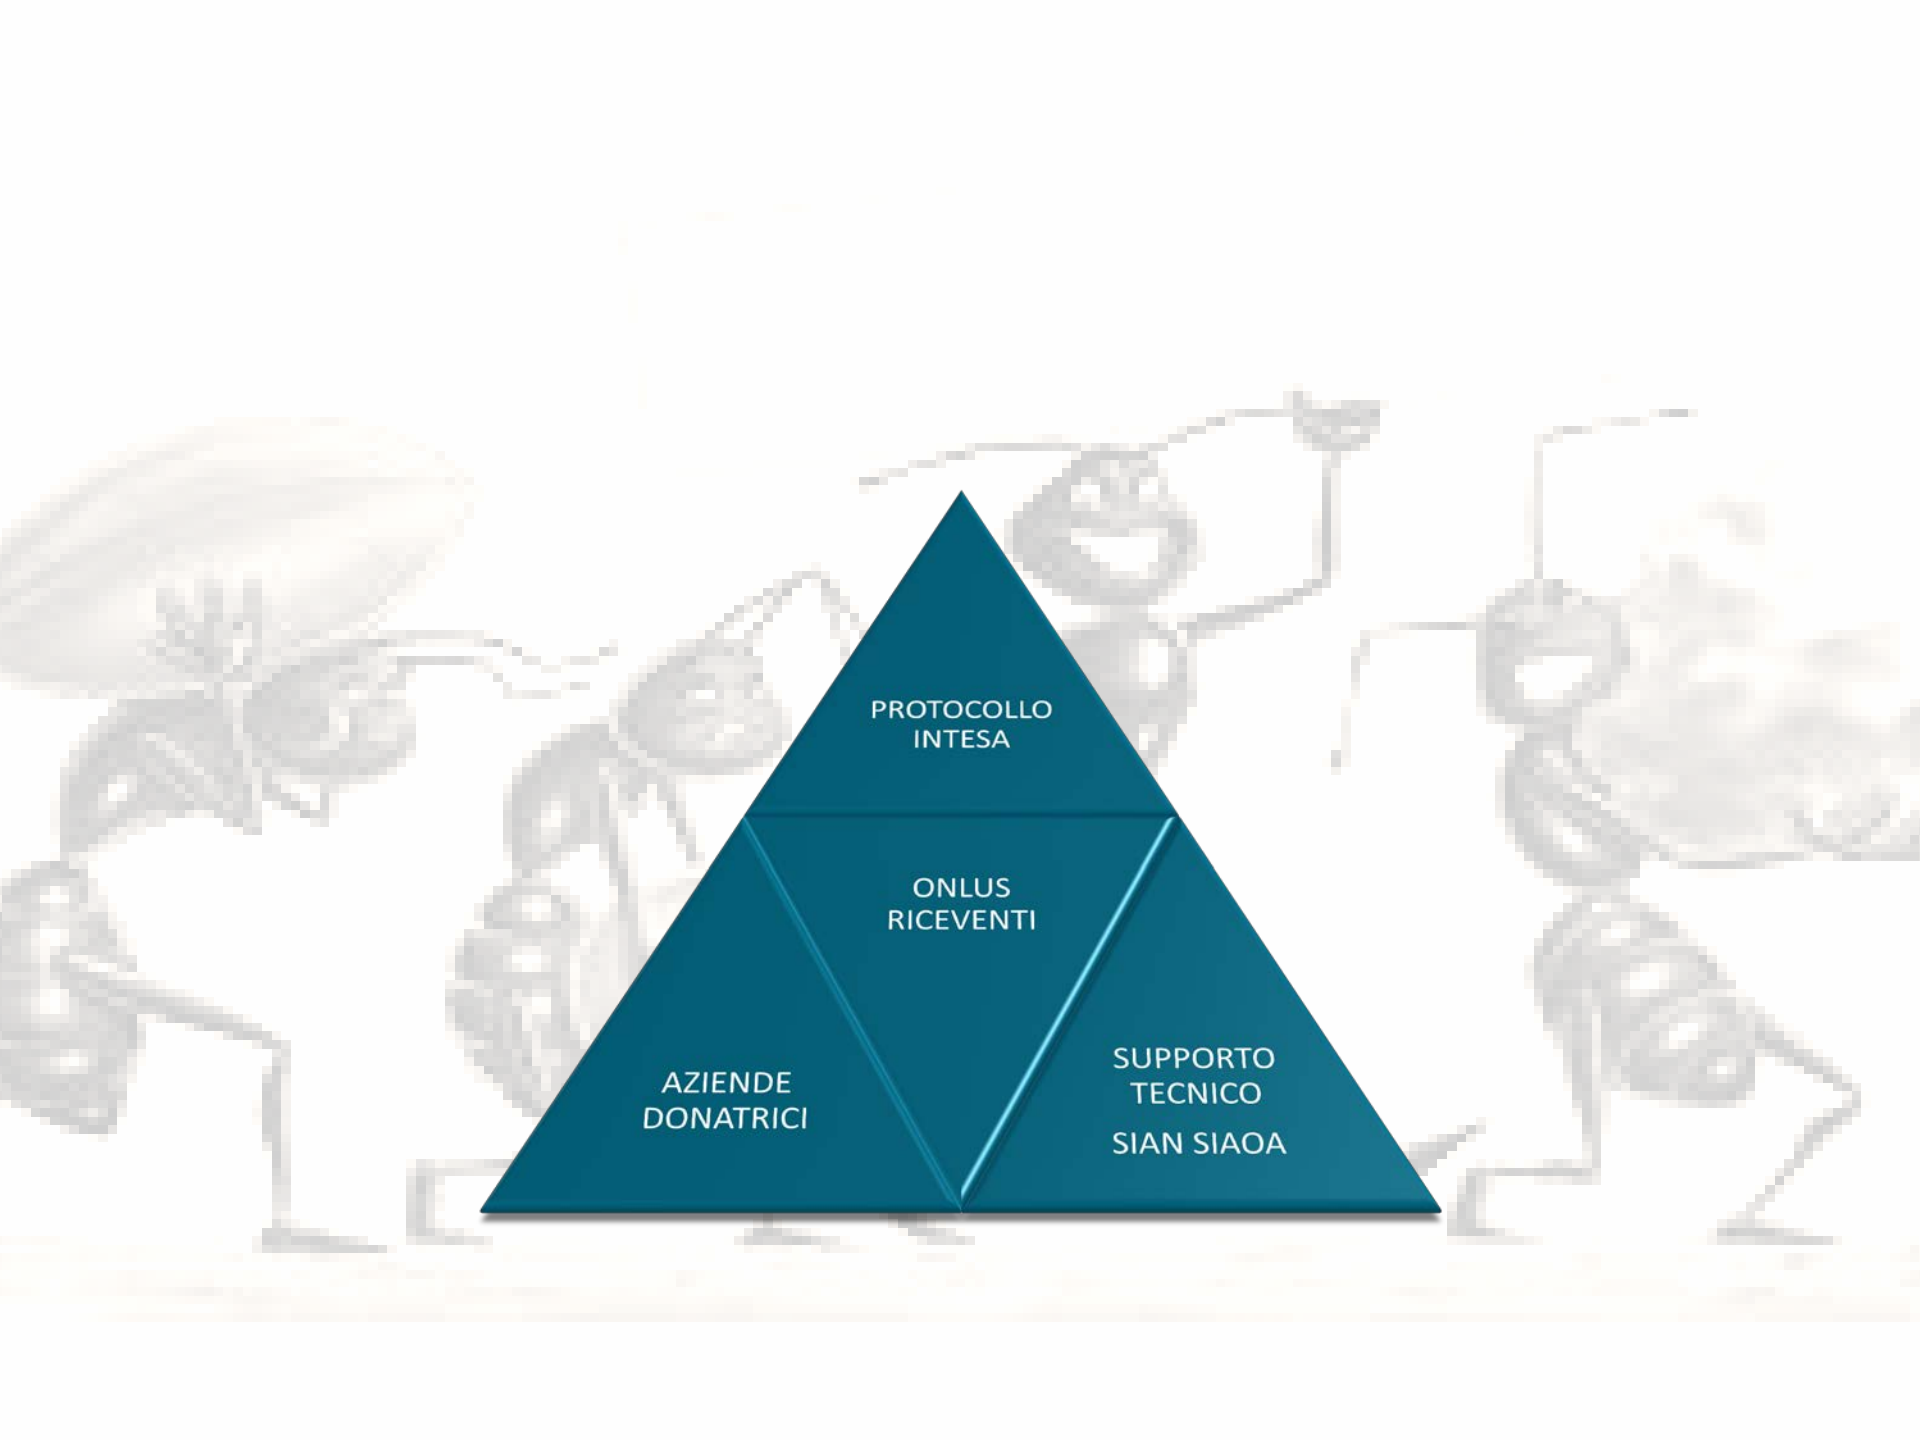 PROTOCOLLO
INTESA
ONLUS
RICEVENTI
AZIENDE
DONATRICI
SUPPORTO
TECNICO
SIAN SIAOA